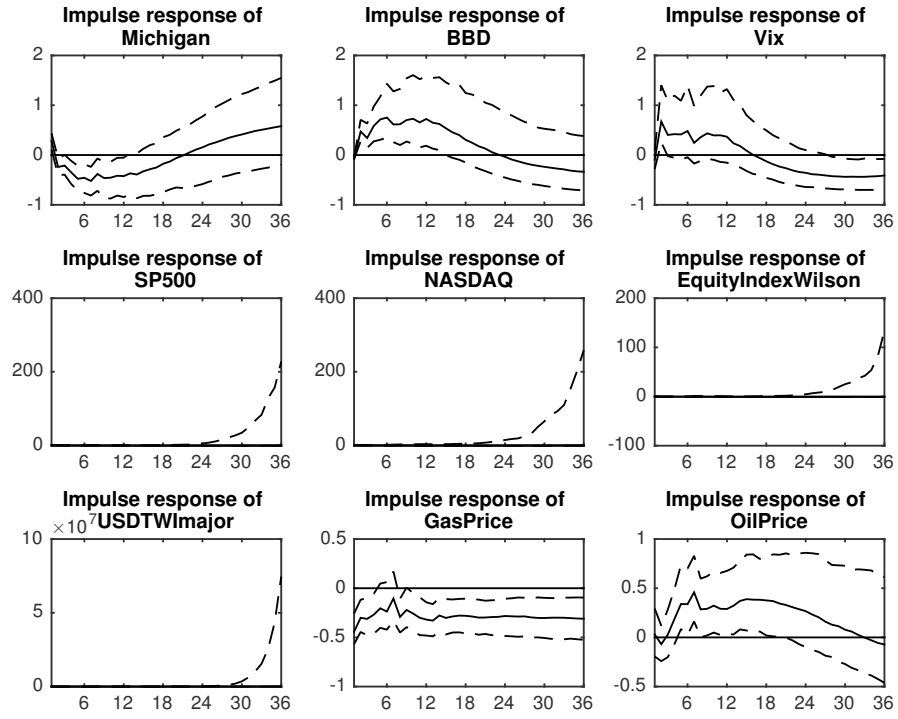 Impulse response of
Michigan
2
1
0
-1
6 12 18 24 30 36
Impulse response of
BBD
2
1
0
-1
6 12 18 24 30 36
Impulse response of
Vix
2
1
0
-1
6 12 18 24 30 36
Impulse response of
SP500
400
200
0
6 12 18 24 30 36
Impulse response of
NASDAQ
400
200
0
6 12 18 24 30 36
Impulse response of
EquityIndexWilson
200
100
0
-100
6 12 18 24 30 36
Impulse response of
USDTWImajor
×10⁷
10
5
0
6 12 18 24 30 36
Impulse response of
GasPrice
0.5
0
-0.5
-1
6 12 18 24 30 36
Impulse response of
OilPrice
1
0.5
0
-0.5
6 12 18 24 30 36